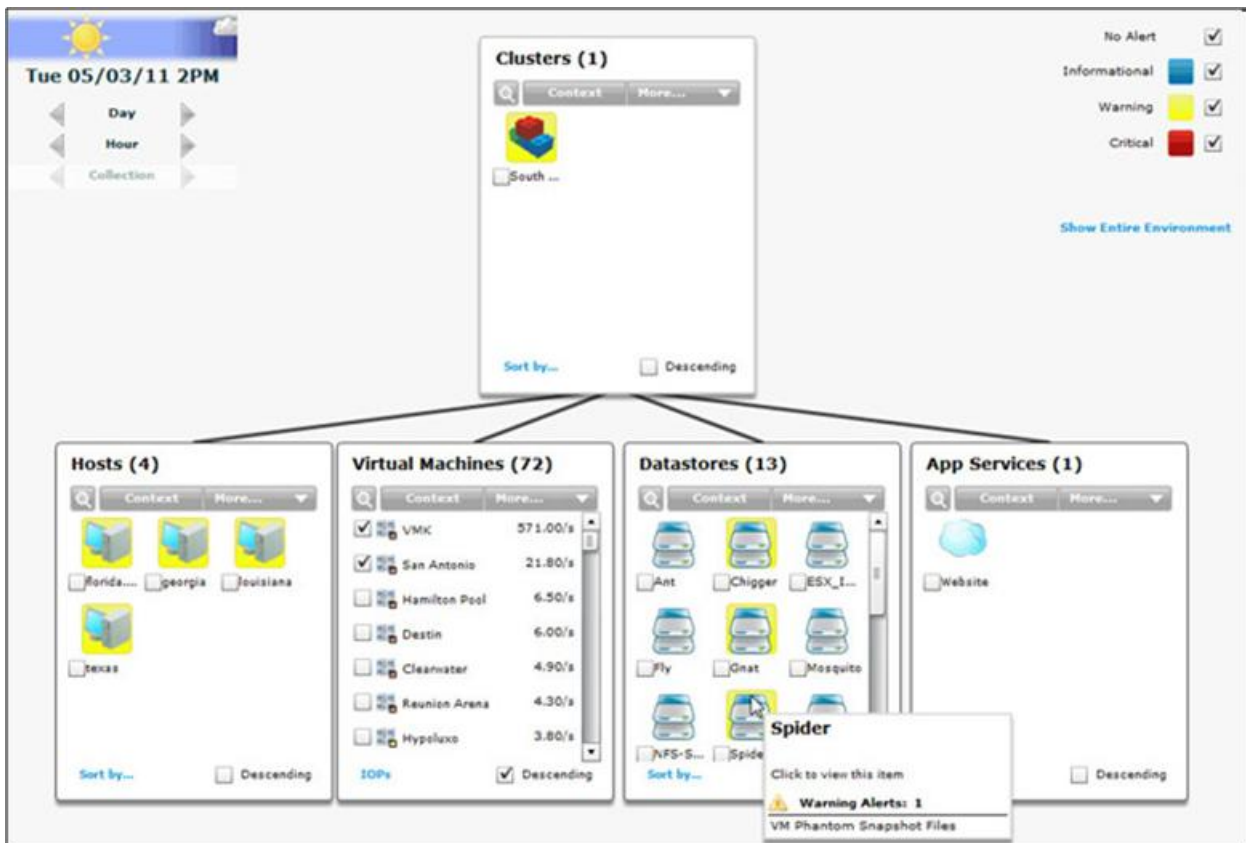 Tue 05/03/11 2PM
Day
Hour
Collection
No Alert
Informational
Warning
Critical
Show Entire Environment
Clusters (1)
Context More...
South ...
Sort by... Descending
Hosts (4)
Context More...
florida.... georgia louisiana
texas
Sort by... Descending
Virtual Machines (72)
Context More...
VMK 571.00/s
San Antonio 21.80/s
Hamilton Pool 6.50/s
Destin 6.00/s
Clearwater 4.90/s
Reunion Arena 4.30/s
Hypoluxo 3.80/s
IOPs Descending
Datastores (13)
Context More...
Ant Chigger ESX_I...
Fly Gnat Mosquito
NFS-S... Spide
Sort by...
App Services (1)
Context More...
Website
Descending
Spider
Click to view this item
Warning Alerts: 1
VM Phantom Snapshot Files